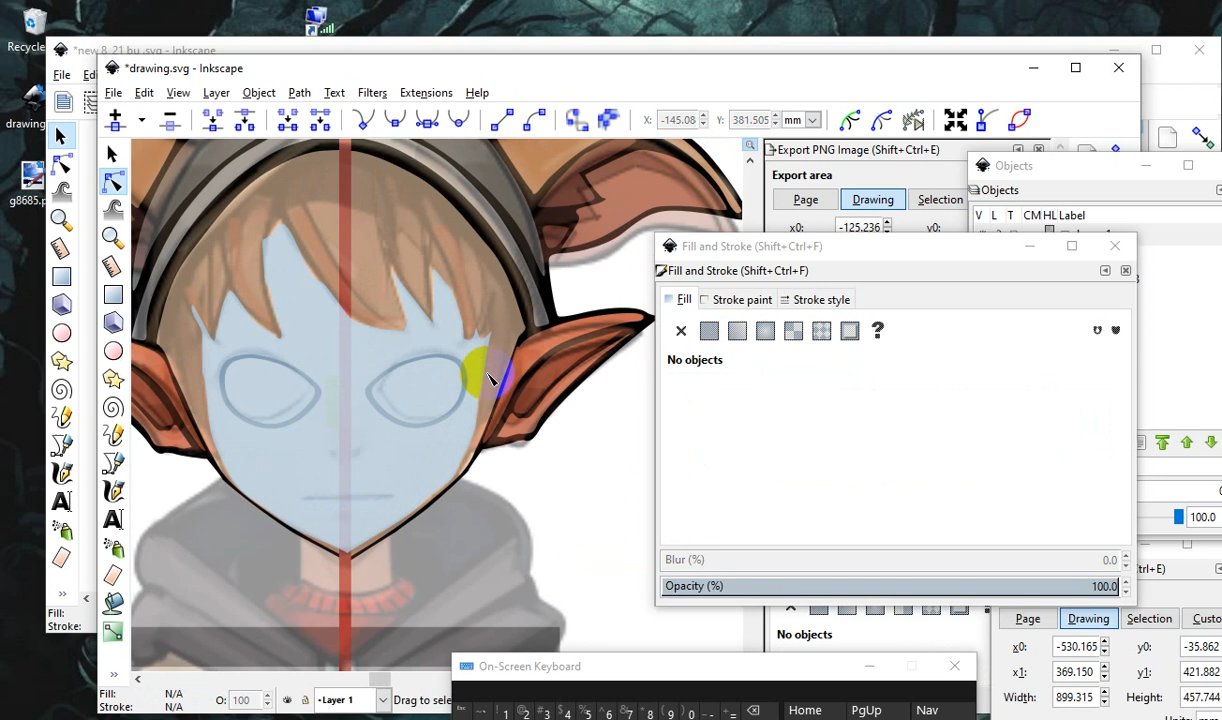 Recycle
*new 8_21 bu .svg - Inkscape
*drawing.svg - Inkscape
File
File Edit View Layer Object Path Text Filters Extensions Help
drawing
X: -145.08 Y: 381.505 mm
Export PNG Image (Shift+Ctrl+E)
Export area
Page Drawing Selection
x0: -125.236 y0:
Objects
Objects
V L T CM HL Label
g8685.p
Fill and Stroke (Shift+Ctrl+F)
Fill and Stroke (Shift+Ctrl+F)
Fill Stroke paint Stroke style
No objects
Blur (%) 0.0
Opacity (%) 100.0
100.0
trl+E)
Page Drawing Selection Custo
No objects
x0: -530.165 y0: -35.862
x1: 369.150 y1: 421.882
Width: 899.315 Height: 457.744
Fill:
Stroke:
Fill: N/A
Stroke: N/A
O: 100
Layer 1
Drag to sele
On-Screen Keyboard
Home PgUp Nav